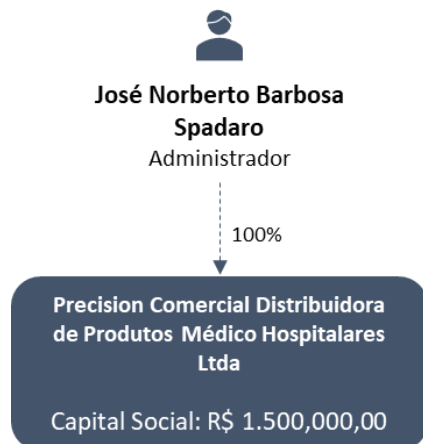 José Norberto Barbosa
Spadaro
Administrador
100%
Precision Comercial Distribuidora
de Produtos Médico Hospitalares
Ltda
Capital Social: R$ 1.500,000,00